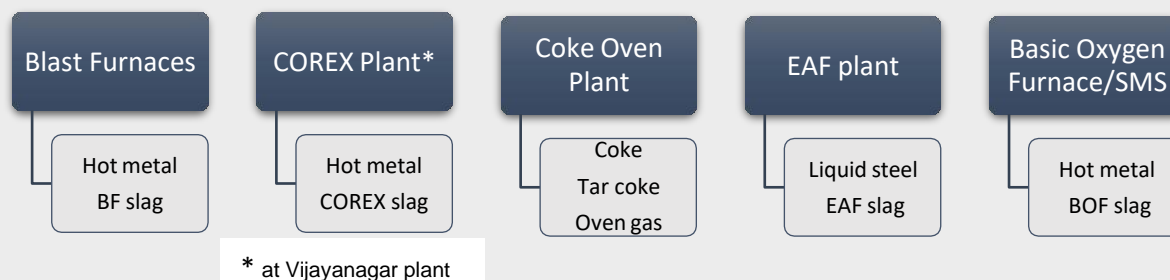 Blast Furnaces
Hot metal
BF slag
COREX Plant*
Hot metal
COREX slag
Coke Oven
Plant
Coke
Tar coke
Oven gas
EAF plant
Liquid steel
EAF slag
Basic Oxygen
Furnace/SMS
Hot metal
BOF slag
* at Vijayanagar plant